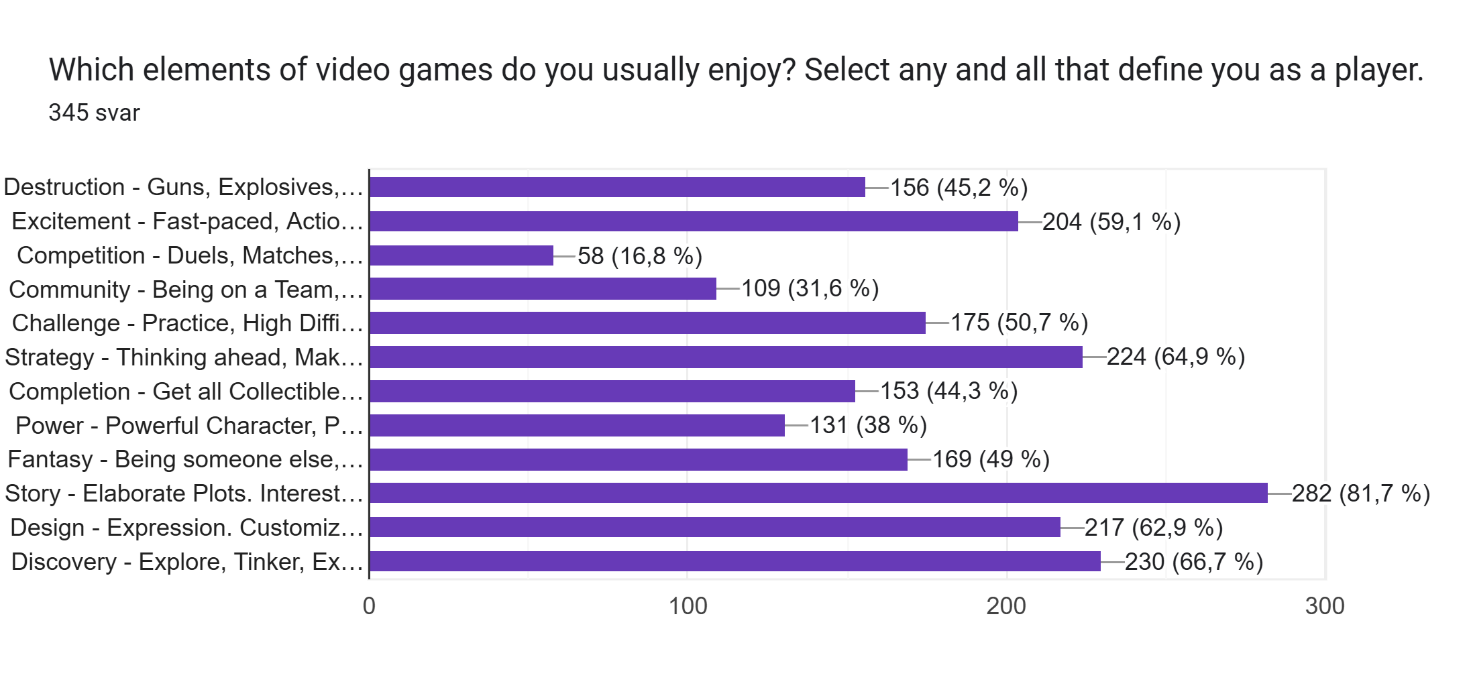 Which elements of video games do you usually enjoy? Select any and all that define you as a player.
345 svar
Destruction - Guns, Explosives,… 156 (45,2 %)
Excitement - Fast-paced, Actio… 204 (59,1 %)
Competition - Duels, Matches,… 58 (16,8 %)
Community - Being on a Team,… 109 (31,6 %)
Challenge - Practice, High Diffi… 175 (50,7 %)
Strategy - Thinking ahead, Mak… 224 (64,9 %)
Completion - Get all Collectible… 153 (44,3 %)
Power - Powerful Character, P… 131 (38 %)
Fantasy - Being someone else,… 169 (49 %)
Story - Elaborate Plots. Interest… 282 (81,7 %)
Design - Expression. Customiz… 217 (62,9 %)
Discovery - Explore, Tinker, Ex… 230 (66,7 %)
0 100 200 300